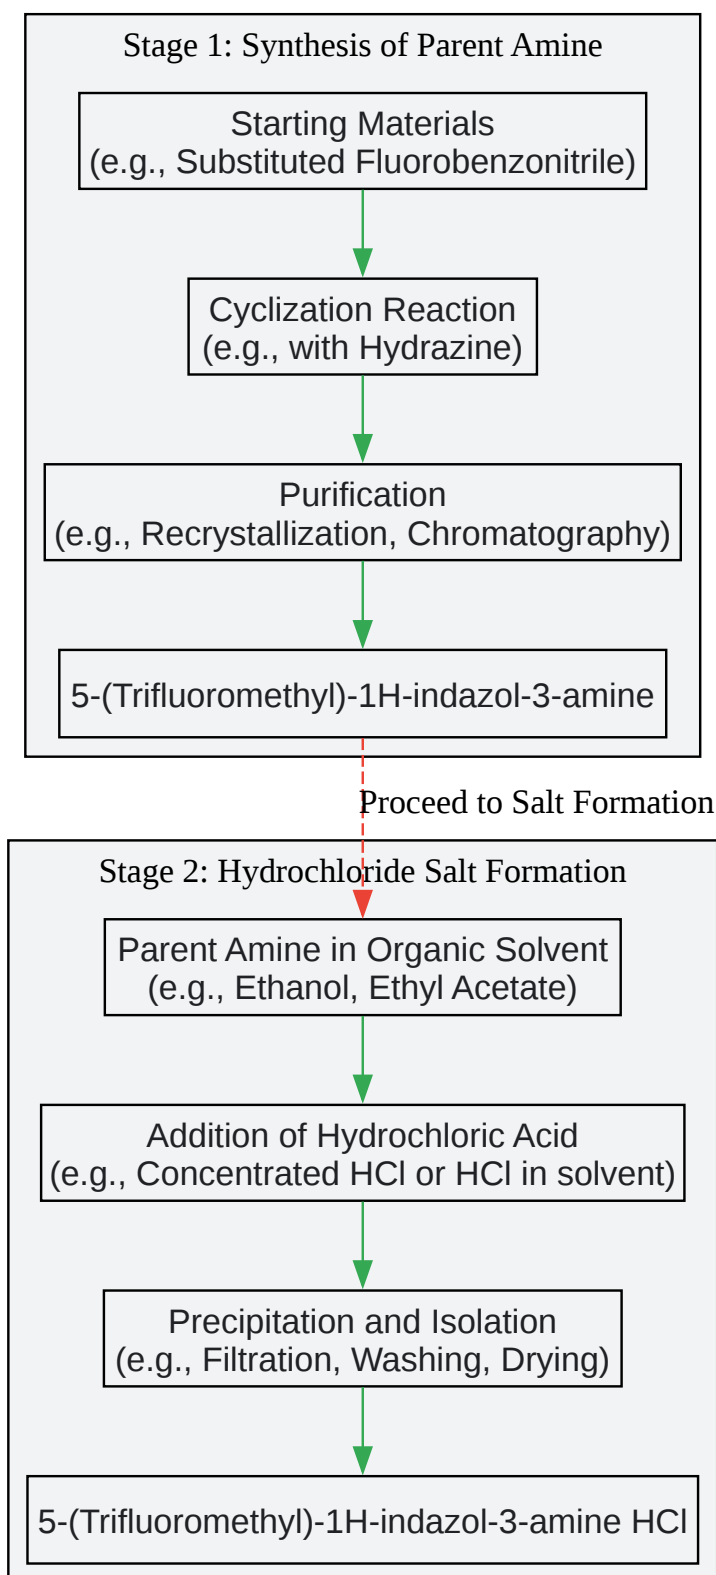 Stage 1: Synthesis of Parent Amine
Starting Materials
(e.g., Substituted Fluorobenzonitrile)
Cyclization Reaction
(e.g., with Hydrazine)
Purification
(e.g., Recrystallization, Chromatography)
5-(Trifluoromethyl)-1H-indazol-3-amine
Proceed to Salt Formation
Stage 2: Hydrochloride Salt Formation
Parent Amine in Organic Solvent
(e.g., Ethanol, Ethyl Acetate)
Addition of Hydrochloric Acid
(e.g., Concentrated HCl or HCl in solvent)
Precipitation and Isolation
(e.g., Filtration, Washing, Drying)
5-(Trifluoromethyl)-1H-indazol-3-amine HCl